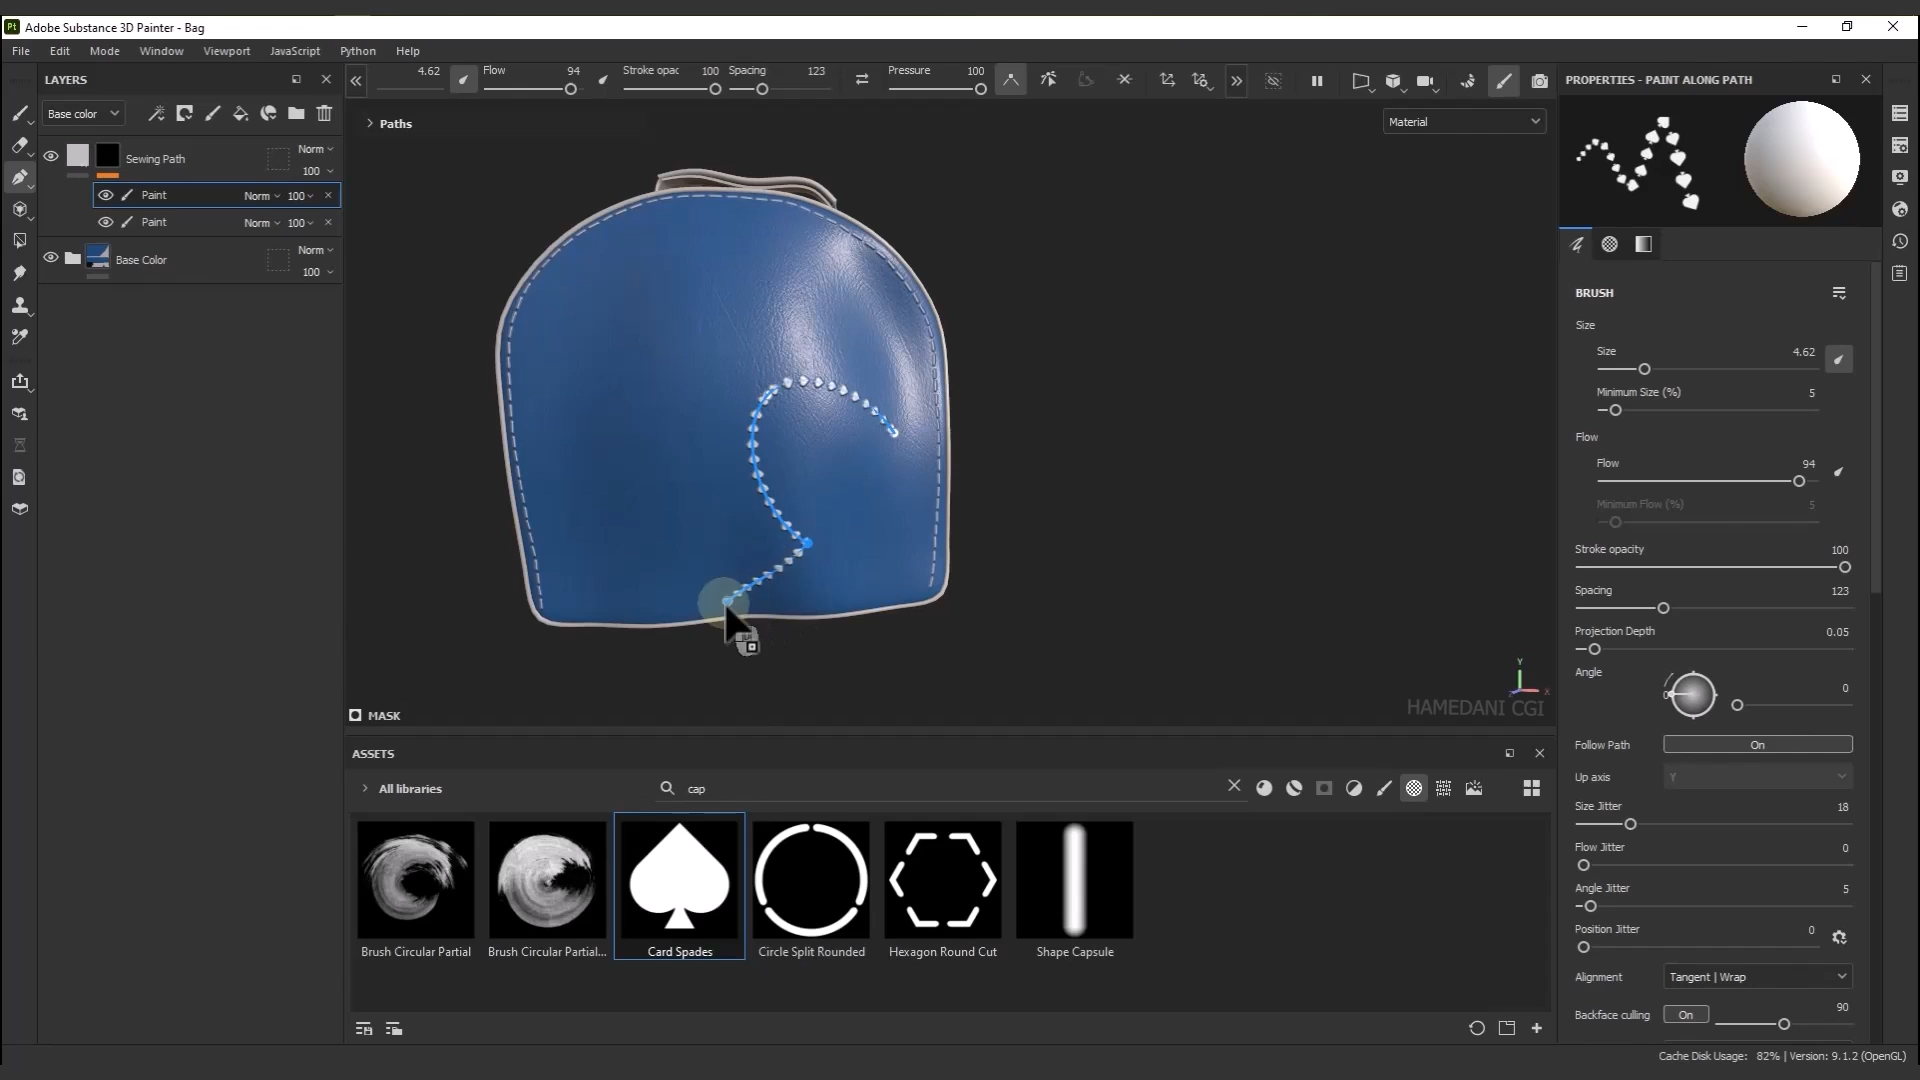 Pt Adobe Substance 3D Painter - Bag
File Edit Mode Window Viewport JavaScript Python Help
LAYERS
4.62 Flow 94 Stroke opac 100 Spacing 123 Pressure 100
PROPERTIES - PAINT ALONG PATH
Base color
Paths
Material
Sewing Path Norm 100
Paint Norm 100
Paint Norm 100
Base Color Norm 100
BRUSH
Size
Size 4.62
Minimum Size (%) 5
Flow
Flow 94
Minimum Flow (%) 5
Stroke opacity 100
Spacing 123
Projection Depth 0.05
Angle 0
Y
X
HAMEDANI CGI
MASK
Follow Path On
Up axis Y
Size Jitter 18
Flow Jitter 0
Angle Jitter 5
Position Jitter 0
Alignment Tangent | Wrap
Backface culling On 90
ASSETS
All libraries cap
Brush Circular Partial
Brush Circular Partial...
Card Spades
Circle Split Rounded
Hexagon Round Cut
Shape Capsule
Cache Disk Usage: 82% | Version: 9.1.2 (OpenGL)